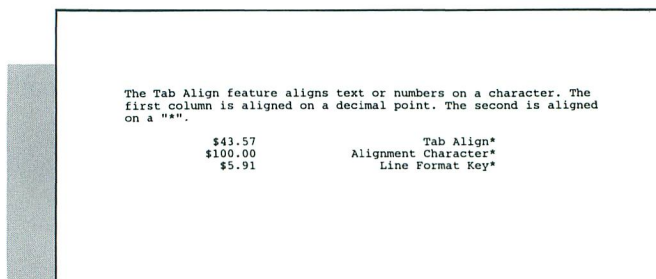 The Tab Align feature aligns text or numbers on a character. The
first column is aligned on a decimal point. The second is aligned
on a "*".
$43.57 Tab Align*
$100.00 Alignment Character*
$5.91 Line Format Key*